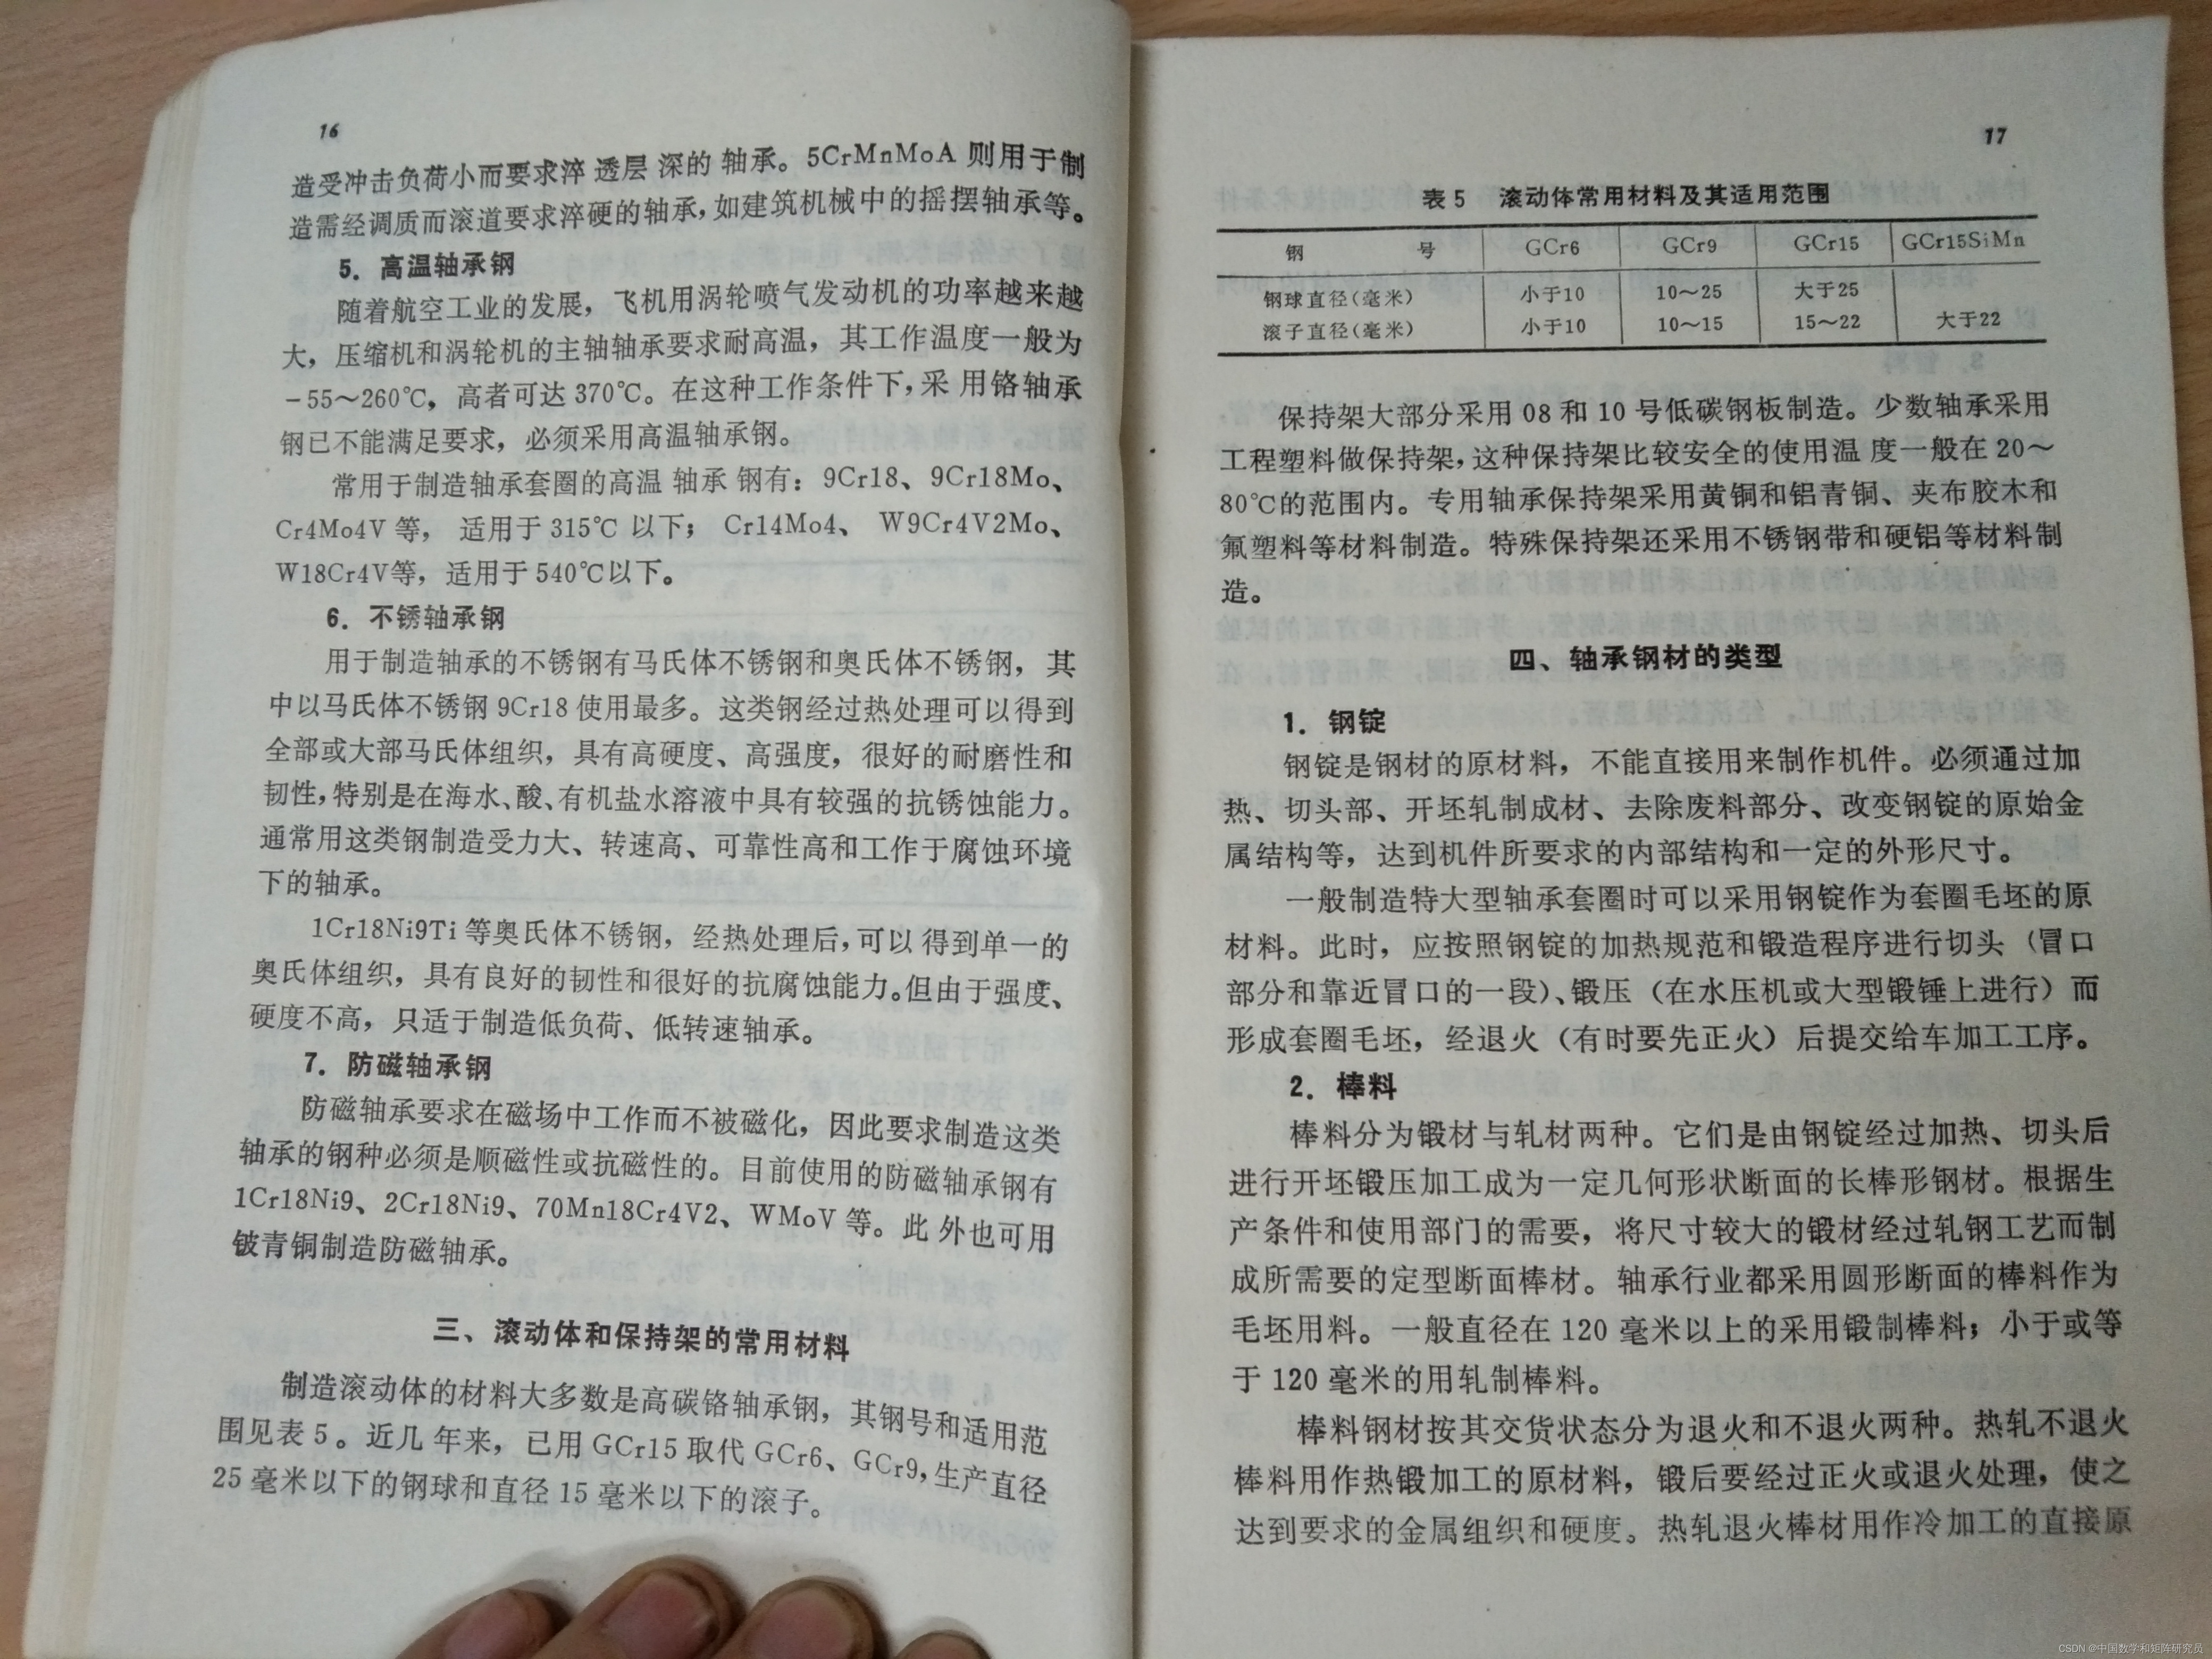 16
造受冲击负荷小而要求淬透层深的轴承。5CrMnMoA 则用于制
造需经调质而滚道要求淬硬的轴承，如建筑机械中的摇摆轴承等。
5．高温轴承钢
随着航空工业的发展，飞机用涡轮喷气发动机的功率越来越
大，压缩机和涡轮机的主轴轴承要求耐高温，其工作温度一般为
－55～260℃，高者可达 370℃。在这种工作条件下，采用铬轴承
钢已不能满足要求，必须采用高温轴承钢。
常用于制造轴承套圈的高温轴承钢有：9Cr18、9Cr18Mo、
Cr4Mo4V 等，适用于 315℃ 以下；Cr14Mo4、W9Cr4V2Mo、
W18Cr4V等，适用于 540℃以下。
6．不锈轴承钢
用于制造轴承的不锈钢有马氏体不锈钢和奥氏体不锈钢，其
中以马氏体不锈钢 9Cr18 使用最多。这类钢经过热处理可以得到
全部或大部马氏体组织，具有高硬度、高强度，很好的耐磨性和
韧性，特别是在海水、酸、有机盐水溶液中具有较强的抗锈蚀能力。
通常用这类钢制造受力大、转速高、可靠性高和工作于腐蚀环境
下的轴承。
1Cr18Ni9Ti 等奥氏体不锈钢，经热处理后，可以得到单一的
奥氏体组织，具有良好的韧性和很好的抗腐蚀能力。但由于强度、
硬度不高，只适于制造低负荷、低转速轴承。
7．防磁轴承钢
防磁轴承要求在磁场中工作而不被磁化，因此要求制造这类
轴承的钢种必须是顺磁性或抗磁性的。目前使用的防磁轴承钢有
1Cr18Ni9、2Cr18Ni9、70Mn18Cr4V2、WMoV 等。此外也可用
铍青铜制造防磁轴承。
三、滚动体和保持架的常用材料
制造滚动体的材料大多数是高碳铬轴承钢，其钢号和适用范
围见表 5。近几年来，已用 GCr15 取代 GCr6、GCr9，生产直径
25 毫米以下的钢球和直径 15 毫米以下的滚子。
17
表 5　滚动体常用材料及其适用范围
钢　号　GCr6　GCr9　GCr15　GCr15SiMn
钢球直径（毫米）　小于10　10～25　大于25
滚子直径（毫米）　小于10　10～15　15～22　大于22
保持架大部分采用 08 和 10 号低碳钢板制造。少数轴承采用
工程塑料做保持架，这种保持架比较安全的使用温度一般在 20～
80℃的范围内。专用轴承保持架采用黄铜和铝青铜、夹布胶木和
氟塑料等材料制造。特殊保持架还采用不锈钢带和硬铝等材料制
造。
四、轴承钢材的类型
1．钢锭
钢锭是钢材的原材料，不能直接用来制作机件。必须通过加
热、切头部、开坯轧制成材、去除废料部分、改变钢锭的原始金
属结构等，达到机件所要求的内部结构和一定的外形尺寸。
一般制造特大型轴承套圈时可以采用钢锭作为套圈毛坯的原
材料。此时，应按照钢锭的加热规范和锻造程序进行切头（冒口
部分和靠近冒口的一段）、锻压（在水压机或大型锻锤上进行）而
形成套圈毛坯，经退火（有时要先正火）后提交给车加工工序。
2．棒料
棒料分为锻材与轧材两种。它们是由钢锭经过加热、切头后
进行开坯锻压加工成为一定几何形状断面的长棒形钢材。根据生
产条件和使用部门的需要，将尺寸较大的锻材经过轧钢工艺而制
成所需要的定型断面棒材。轴承行业都采用圆形断面的棒料作为
毛坯用料。一般直径在 120 毫米以上的采用锻制棒料；小于或等
于 120 毫米的用轧制棒料。
棒料钢材按其交货状态分为退火和不退火两种。热轧不退火
棒料用作热锻加工的原材料，锻后要经过正火或退火处理，使之
达到要求的金属组织和硬度。热轧退火棒材用作冷加工的直接原
CSDN @中国数学和矩阵研究员